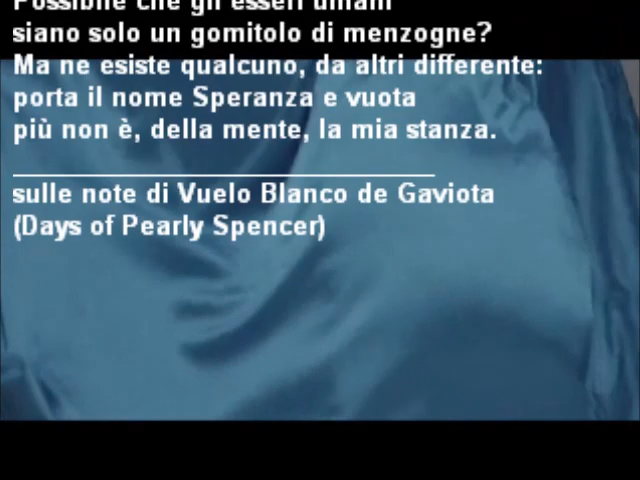 Possibile che gli esseri umani
siano solo un gomitolo di menzogne?
Ma ne esiste qualcuno, da altri differente:
porta il nome Speranza e vuota
più non è, della mente, la mia stanza.
sulle note di Vuelo Blanco de Gaviota
(Days of Pearly Spencer)